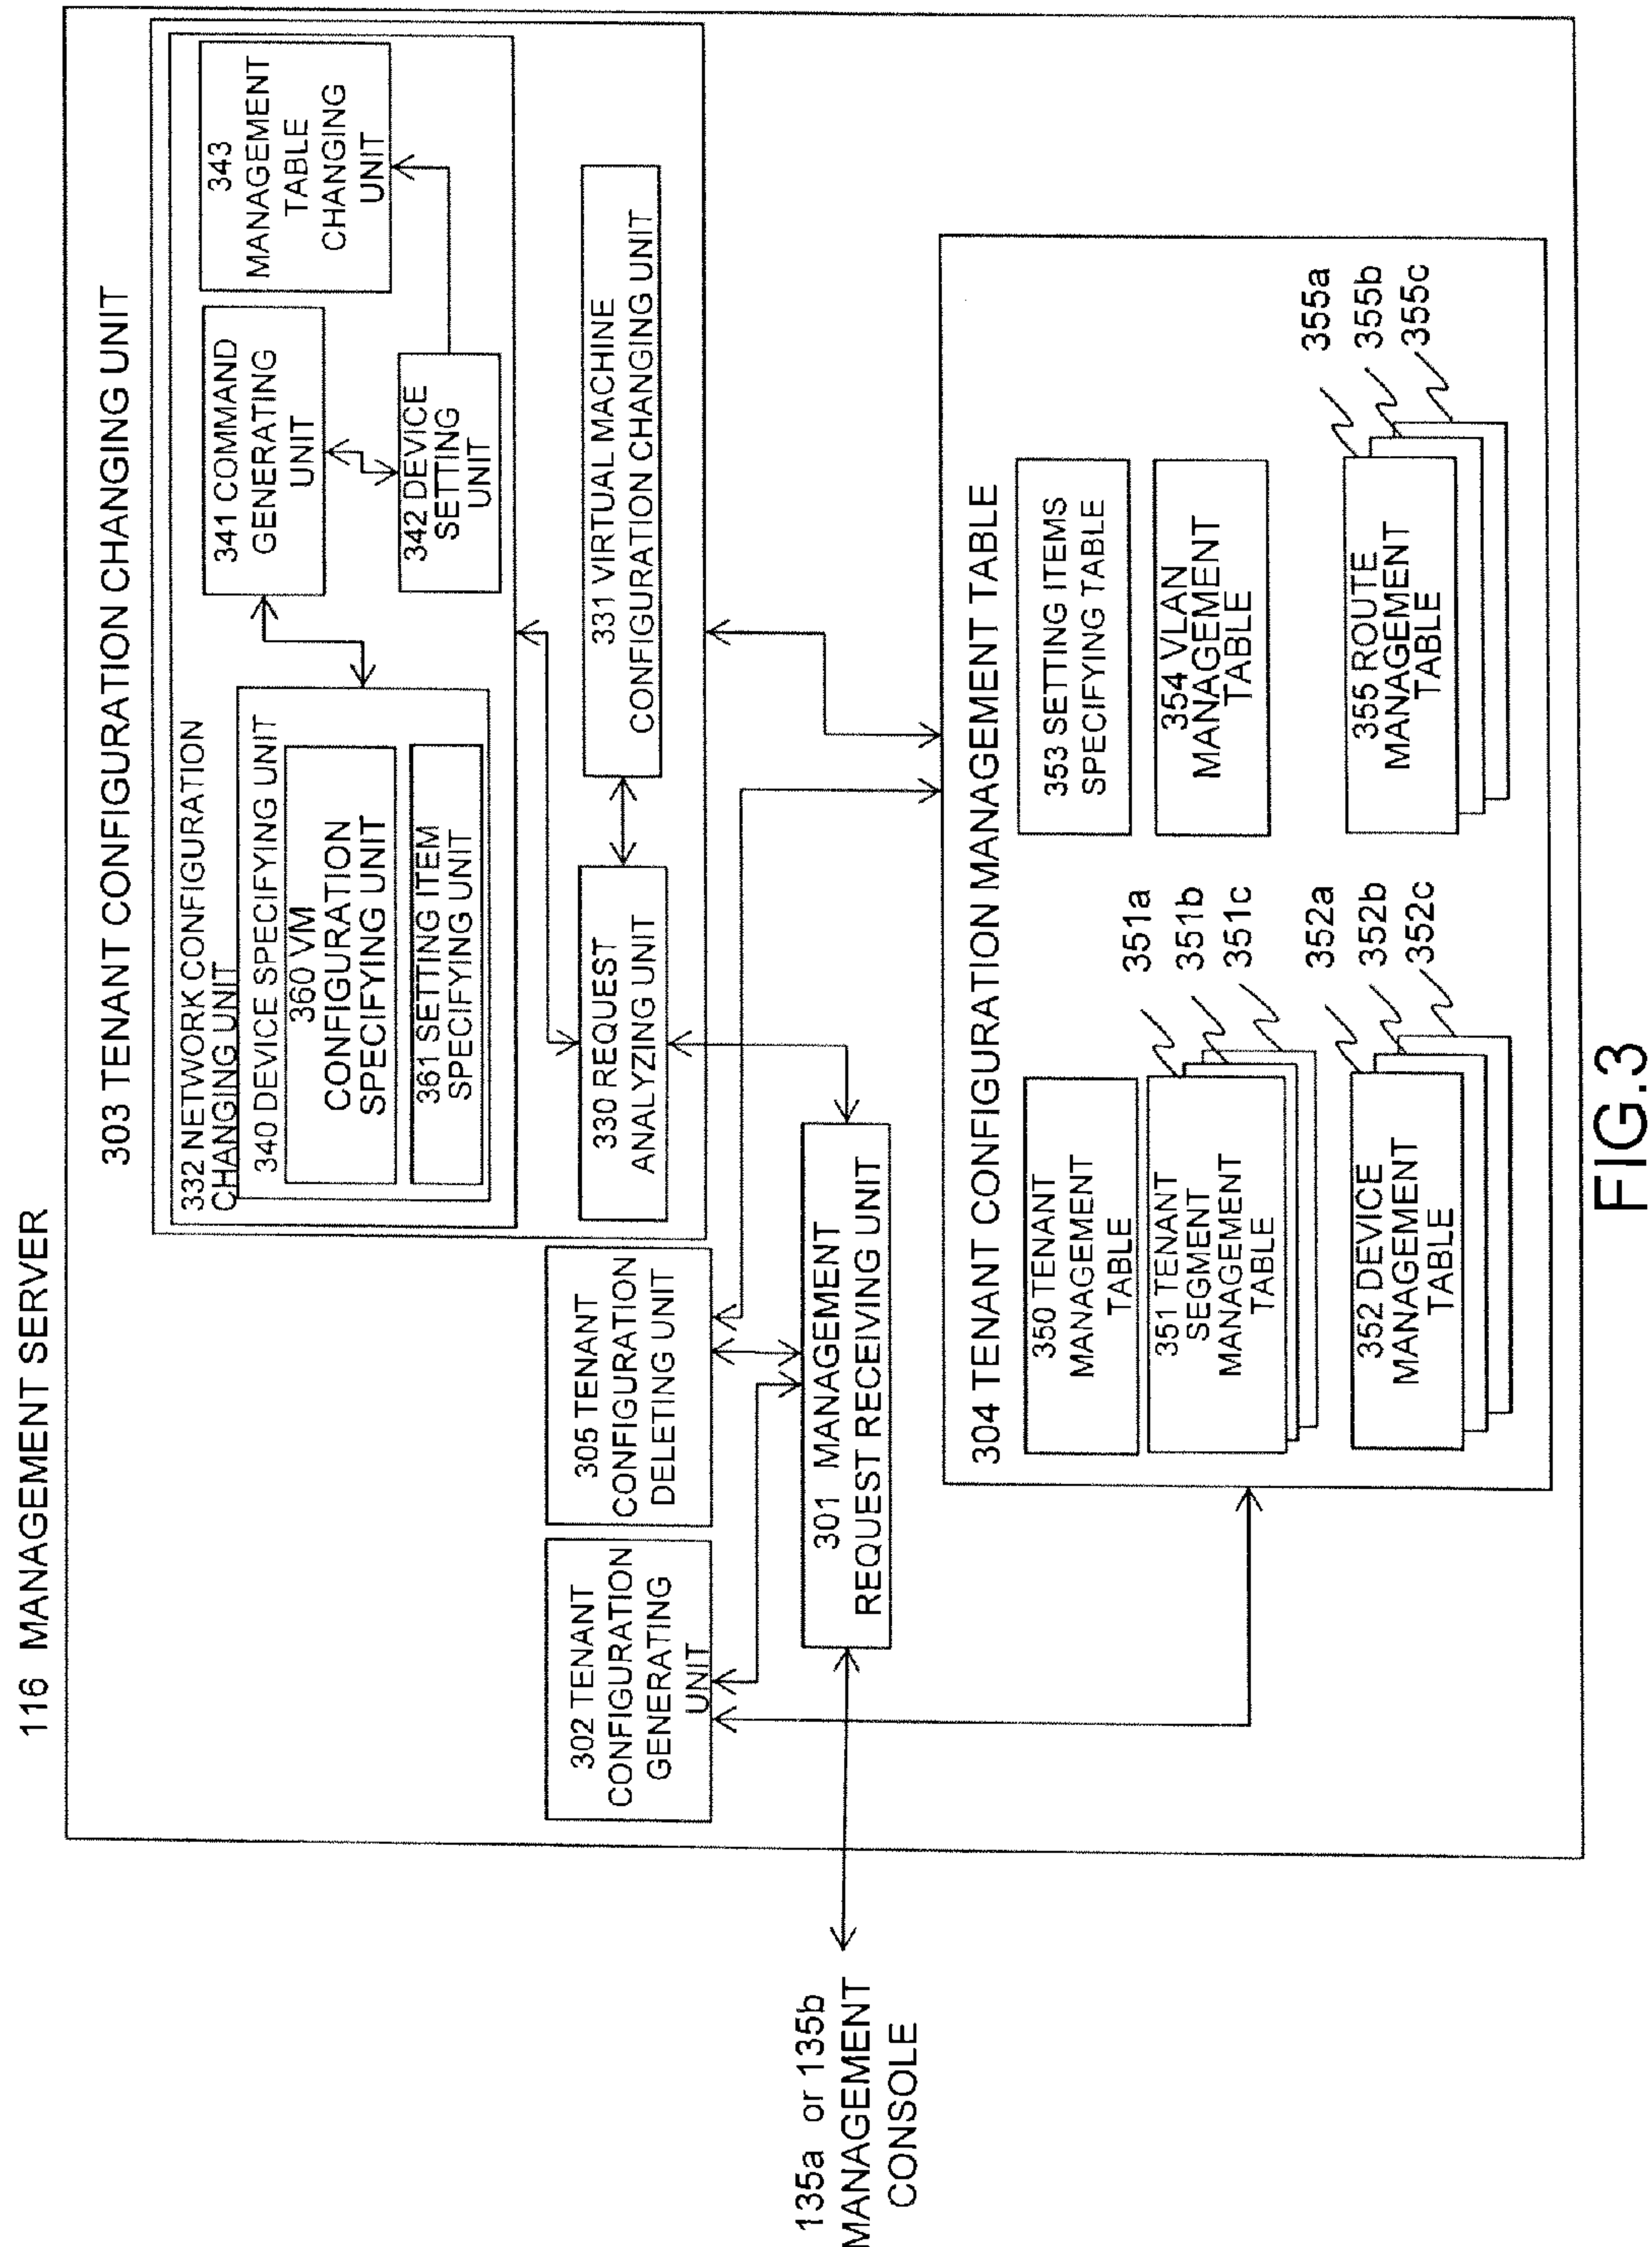 116 MANAGEMENT SERVER
303 TENANT CONFIGURATION CHANGING UNIT
332 NETWORK CONFIGURATION
CHANGING UNIT
340 DEVICE SPECIFYING UNIT
360 VM
CONFIGURATION
SPECIFYING UNIT
361 SETTING ITEM
SPECIFYING UNIT
341 COMMAND
GENERATING
UNIT
342 DEVICE
SETTING
UNIT
343
MANAGEMENT
TABLE
CHANGING
UNIT
330 REQUEST
ANALYZING UNIT
331 VIRTUAL MACHINE
CONFIGURATION CHANGING UNIT
302 TENANT
CONFIGURATION
GENERATING
UNIT
305 TENANT
CONFIGURATION
DELETING UNIT
301 MANAGEMENT
REQUEST RECEIVING UNIT
135a or 135b
MANAGEMENT
CONSOLE
304 TENANT CONFIGURATION MANAGEMENT TABLE
350 TENANT
MANAGEMENT
TABLE
351 TENANT
SEGMENT
MANAGEMENT
TABLE
351a
351b
351c
352 DEVICE
MANAGEMENT
TABLE
352a
352b
352c
353 SETTING ITEMS
SPECIFYING TABLE
354 VLAN
MANAGEMENT
TABLE
355 ROUTE
MANAGEMENT
TABLE
355a
355b
355c
FIG.3